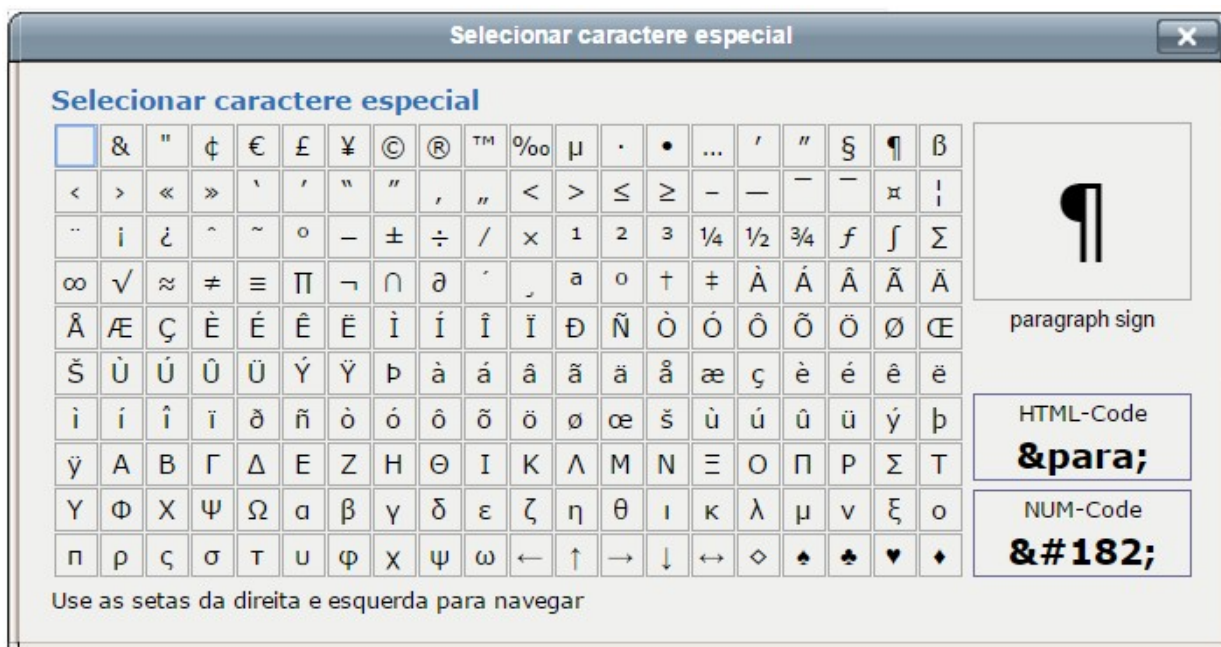 Selecionar caractere especial
Selecionar caractere especial
& " ¢ € £ ¥ © ® ™ ‰ µ · • … ′ ″ § ¶ ß
‹ › « » ‘ ’ “ ” ‚ „ < > ≤ ≥ – — ¯ ‾ ¤ ¦
¨ ¡ ¿ ˆ ˜ ° − ± ÷ ⁄ × ¹ ² ³ ¼ ½ ¾ ƒ ∫ ∑
∞ √ ≈ ≠ ≡ ∏ ¬ ∩ ∂ ´ ¸ ª º † ‡ À Á Â Ã Ä
Å Æ Ç È É Ê Ë Ì Í Î Ï Ð Ñ Ò Ó Ô Õ Ö Ø Œ
Š Ù Ú Û Ü Ý Ÿ Þ à á â ã ä å æ ç è é ê ë
ì í î ï ð ñ ò ó ô õ ö ø œ š ù ú û ü ý þ
ÿ Α Β Γ Δ Ε Ζ Η Θ Ι Κ Λ Μ Ν Ξ Ο Π Ρ Σ Τ
Υ Φ Χ Ψ Ω α β γ δ ε ζ η θ ι κ λ μ ν ξ ο
π ρ ς σ τ υ φ χ ψ ω ← ↑ → ↓ ↔ ◊ ♠ ♣ ♥ ♦
Use as setas da direita e esquerda para navegar
¶
paragraph sign
HTML-Code
&para;
NUM-Code
&#182;